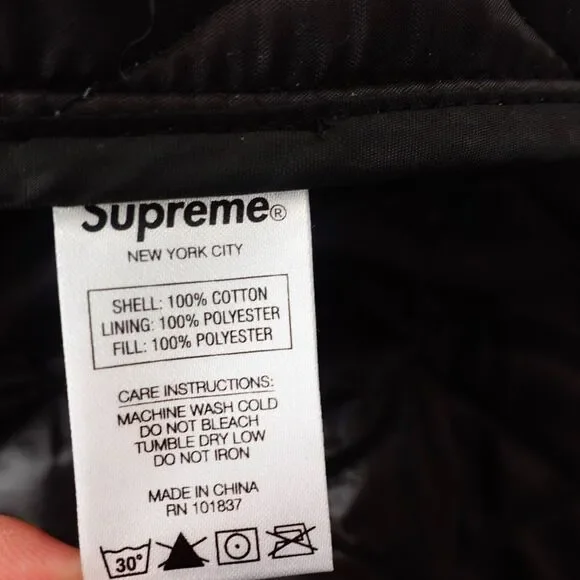 Supreme®
NEW YORK CITY
SHELL: 100% COTTON
LINING: 100% POLYESTER
FILL: 100% POLYESTER
CARE INSTRUCTIONS:
MACHINE WASH COLD
DO NOT BLEACH
TUMBLE DRY LOW
DO NOT IRON
MADE IN CHINA
RN 101837
30°